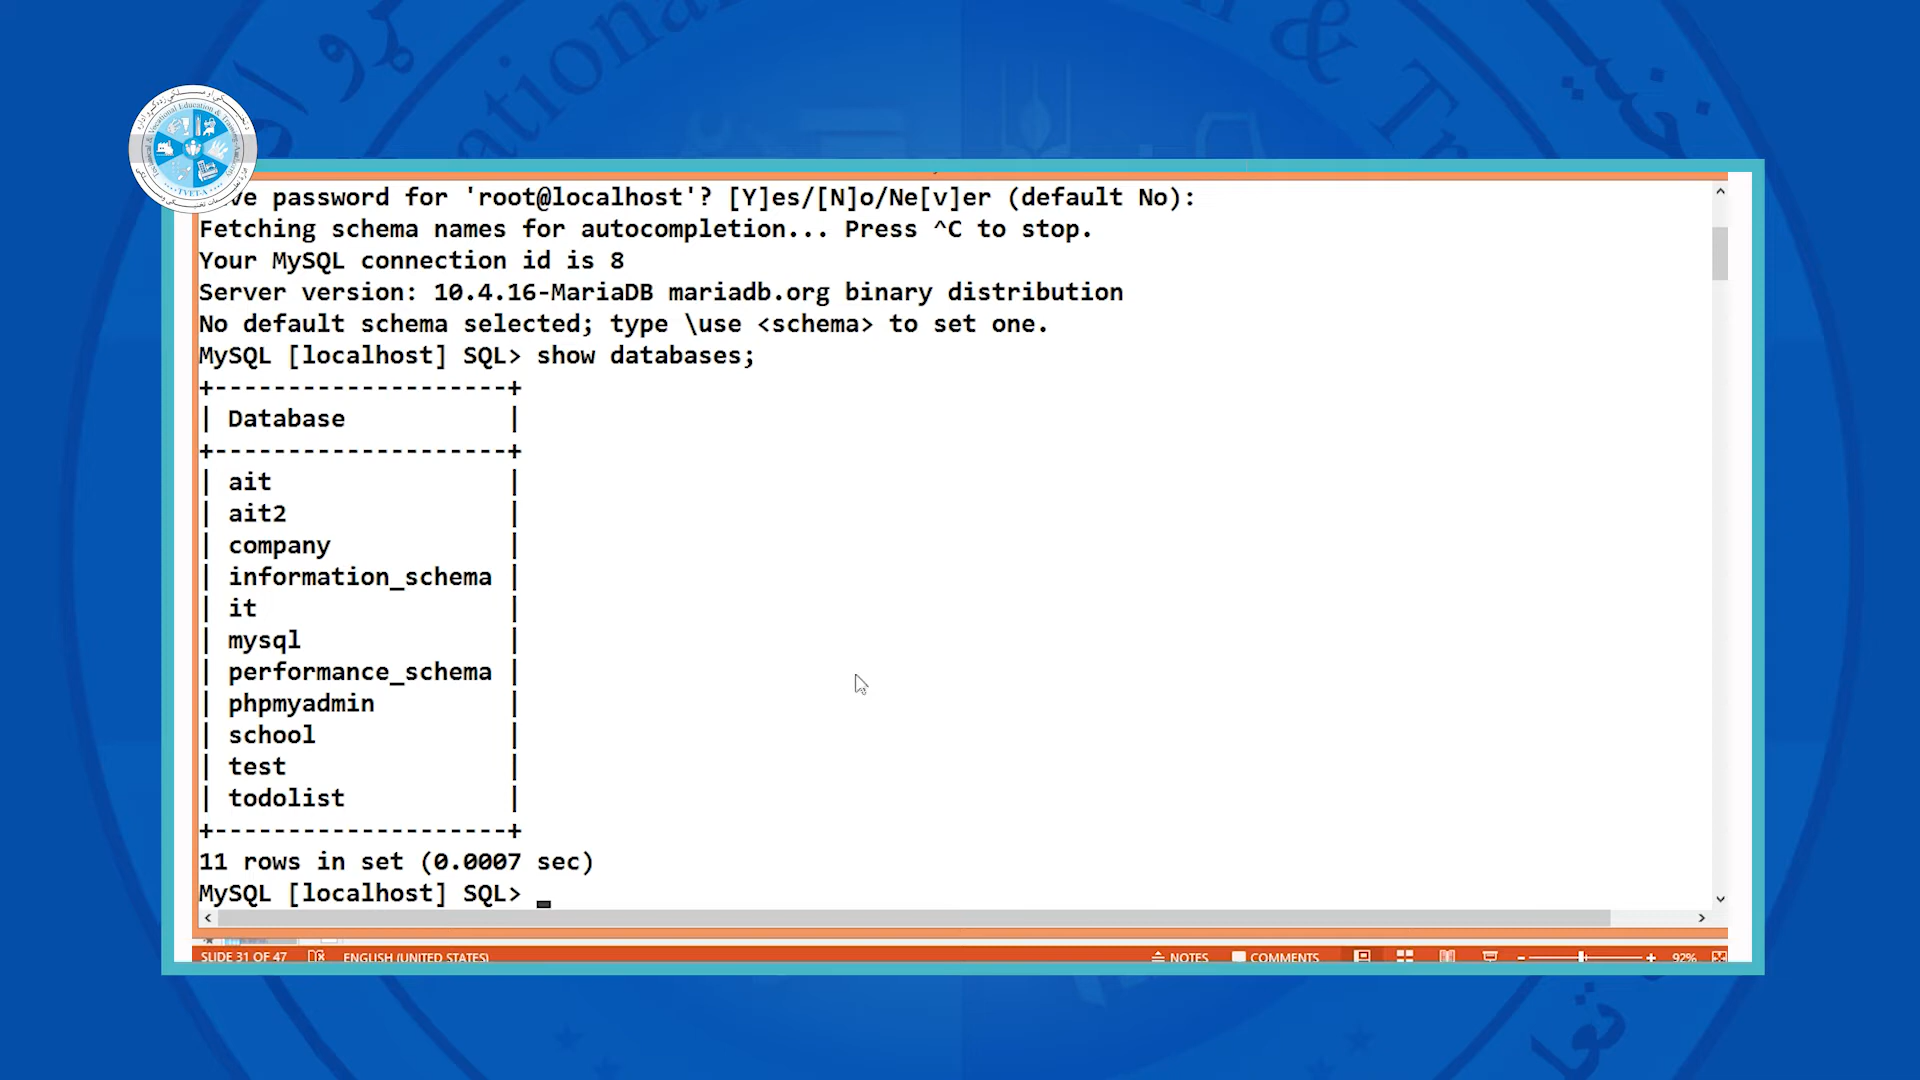 ve password for 'root@localhost'? [Y]es/[N]o/Ne[v]er (default No):
Fetching schema names for autocompletion... Press ^C to stop.
Your MySQL connection id is 8
Server version: 10.4.16-MariaDB mariadb.org binary distribution
No default schema selected; type \use <schema> to set one.
MySQL [localhost] SQL> show databases;
+--------------------+
| Database           |
+--------------------+
| ait                |
| ait2               |
| company            |
| information_schema |
| it                 |
| mysql              |
| performance_schema |
| phpmyadmin         |
| school             |
| test               |
| todolist           |
+--------------------+
11 rows in set (0.0007 sec)
MySQL [localhost] SQL>
SLIDE 31 OF 47 ENGLISH (UNITED STATES) NOTES COMMENTS 92%